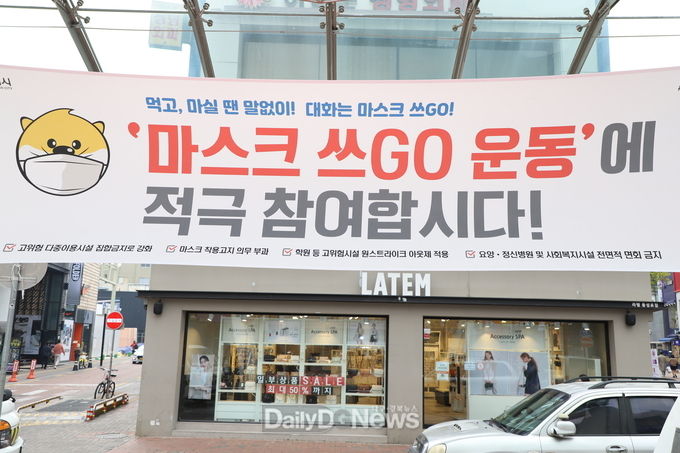 먹고, 마실 땐 말없이! 대화는 마스크 쓰GO!
'마스크 쓰GO 운동'에
적극 참여합시다!
고위험 다중이용시설 집합금지로 강화
마스크 착용고지 의무 부과
학원 등 고위험시설 원스트라이크 아웃제 적용
요양·정신병원 및 사회복지시설 전면적 면회 금지
LATEM
Accessory SPA
Accessory SPA
일부상품 SALE
최대 50% 까지
DailyDGNews